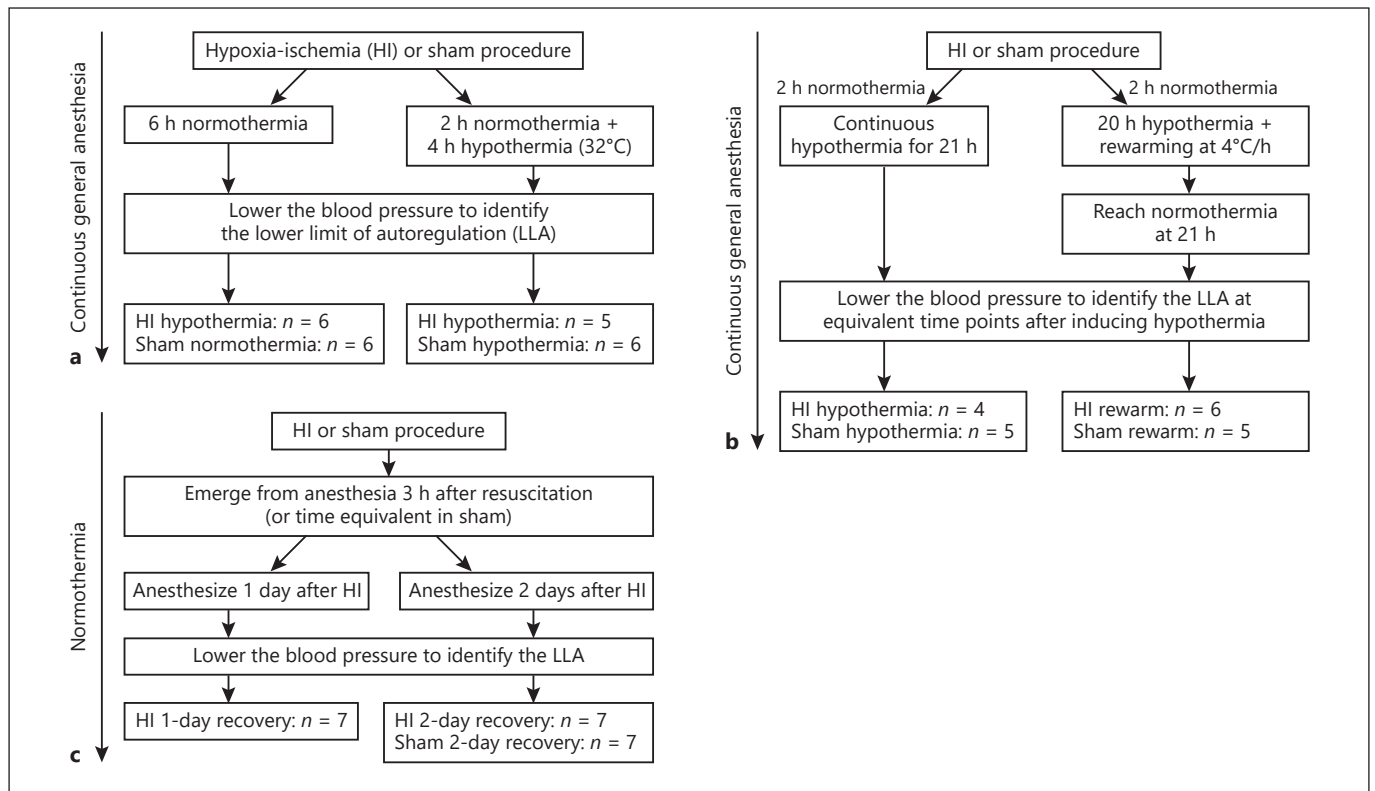 Continuous general anesthesia
Hypoxia-ischemia (HI) or sham procedure
6 h normothermia
2 h normothermia +
4 h hypothermia (32°C)
Lower the blood pressure to identify
the lower limit of autoregulation (LLA)
HI hypothermia: n = 6
Sham normothermia: n = 6
HI hypothermia: n = 5
Sham hypothermia: n = 6
a
Continuous general anesthesia
HI or sham procedure
2 h normothermia
2 h normothermia
Continuous
hypothermia for 21 h
20 h hypothermia +
rewarming at 4°C/h
Reach normothermia
at 21 h
Lower the blood pressure to identify the LLA at
equivalent time points after inducing hypothermia
HI hypothermia: n = 4
Sham hypothermia: n = 5
HI rewarm: n = 6
Sham rewarm: n = 5
b
Normothermia
HI or sham procedure
Emerge from anesthesia 3 h after resuscitation
(or time equivalent in sham)
Anesthesize 1 day after HI
Anesthesize 2 days after HI
Lower the blood pressure to identify the LLA
HI 1-day recovery: n = 7
HI 2-day recovery: n = 7
Sham 2-day recovery: n = 7
c